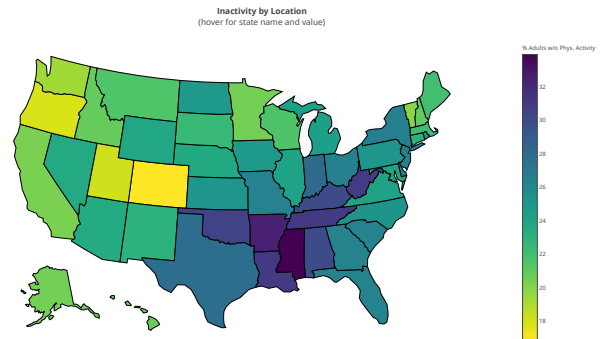 Inactivity by Location
(hover for state name and value)
% Adults w/o Phys. Activity
32
30
28
26
24
22
20
18